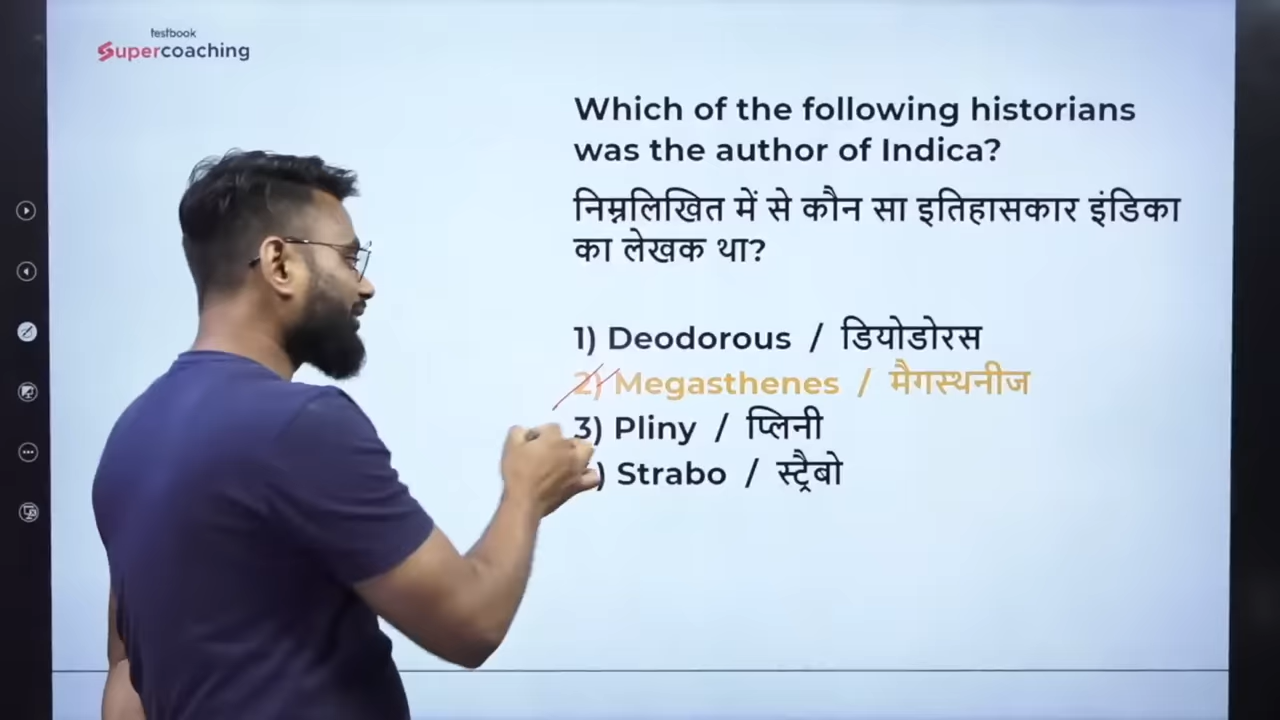 testbook
Supercoaching
Which of the following historians
was the author of Indica?
निम्नलिखित में से कौन सा इतिहासकार इंडिका
का लेखक था?
1) Deodorous / डियोडोरस
2) Megasthenes / मैगस्थनीज
3) Pliny / प्लिनी
) Strabo / स्ट्रैबो